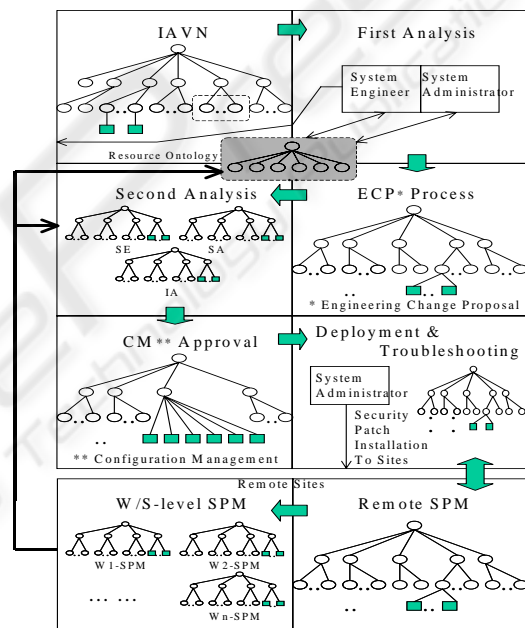 IAVN
First Analysis
System
Engineer
System
Administrator
Resource Ontology
Second Analysis
SE
SA
IA
ECP* Process
* Engineering Change Proposal
CM** Approval
** Configuration Management
Deployment &
Troubleshooting
System
Administrator
Security
Patch
Installation
To Sites
Remote Sites
W/S-level SPM
W1-SPM
W2-SPM
... ...
Wn-SPM
Remote SPM